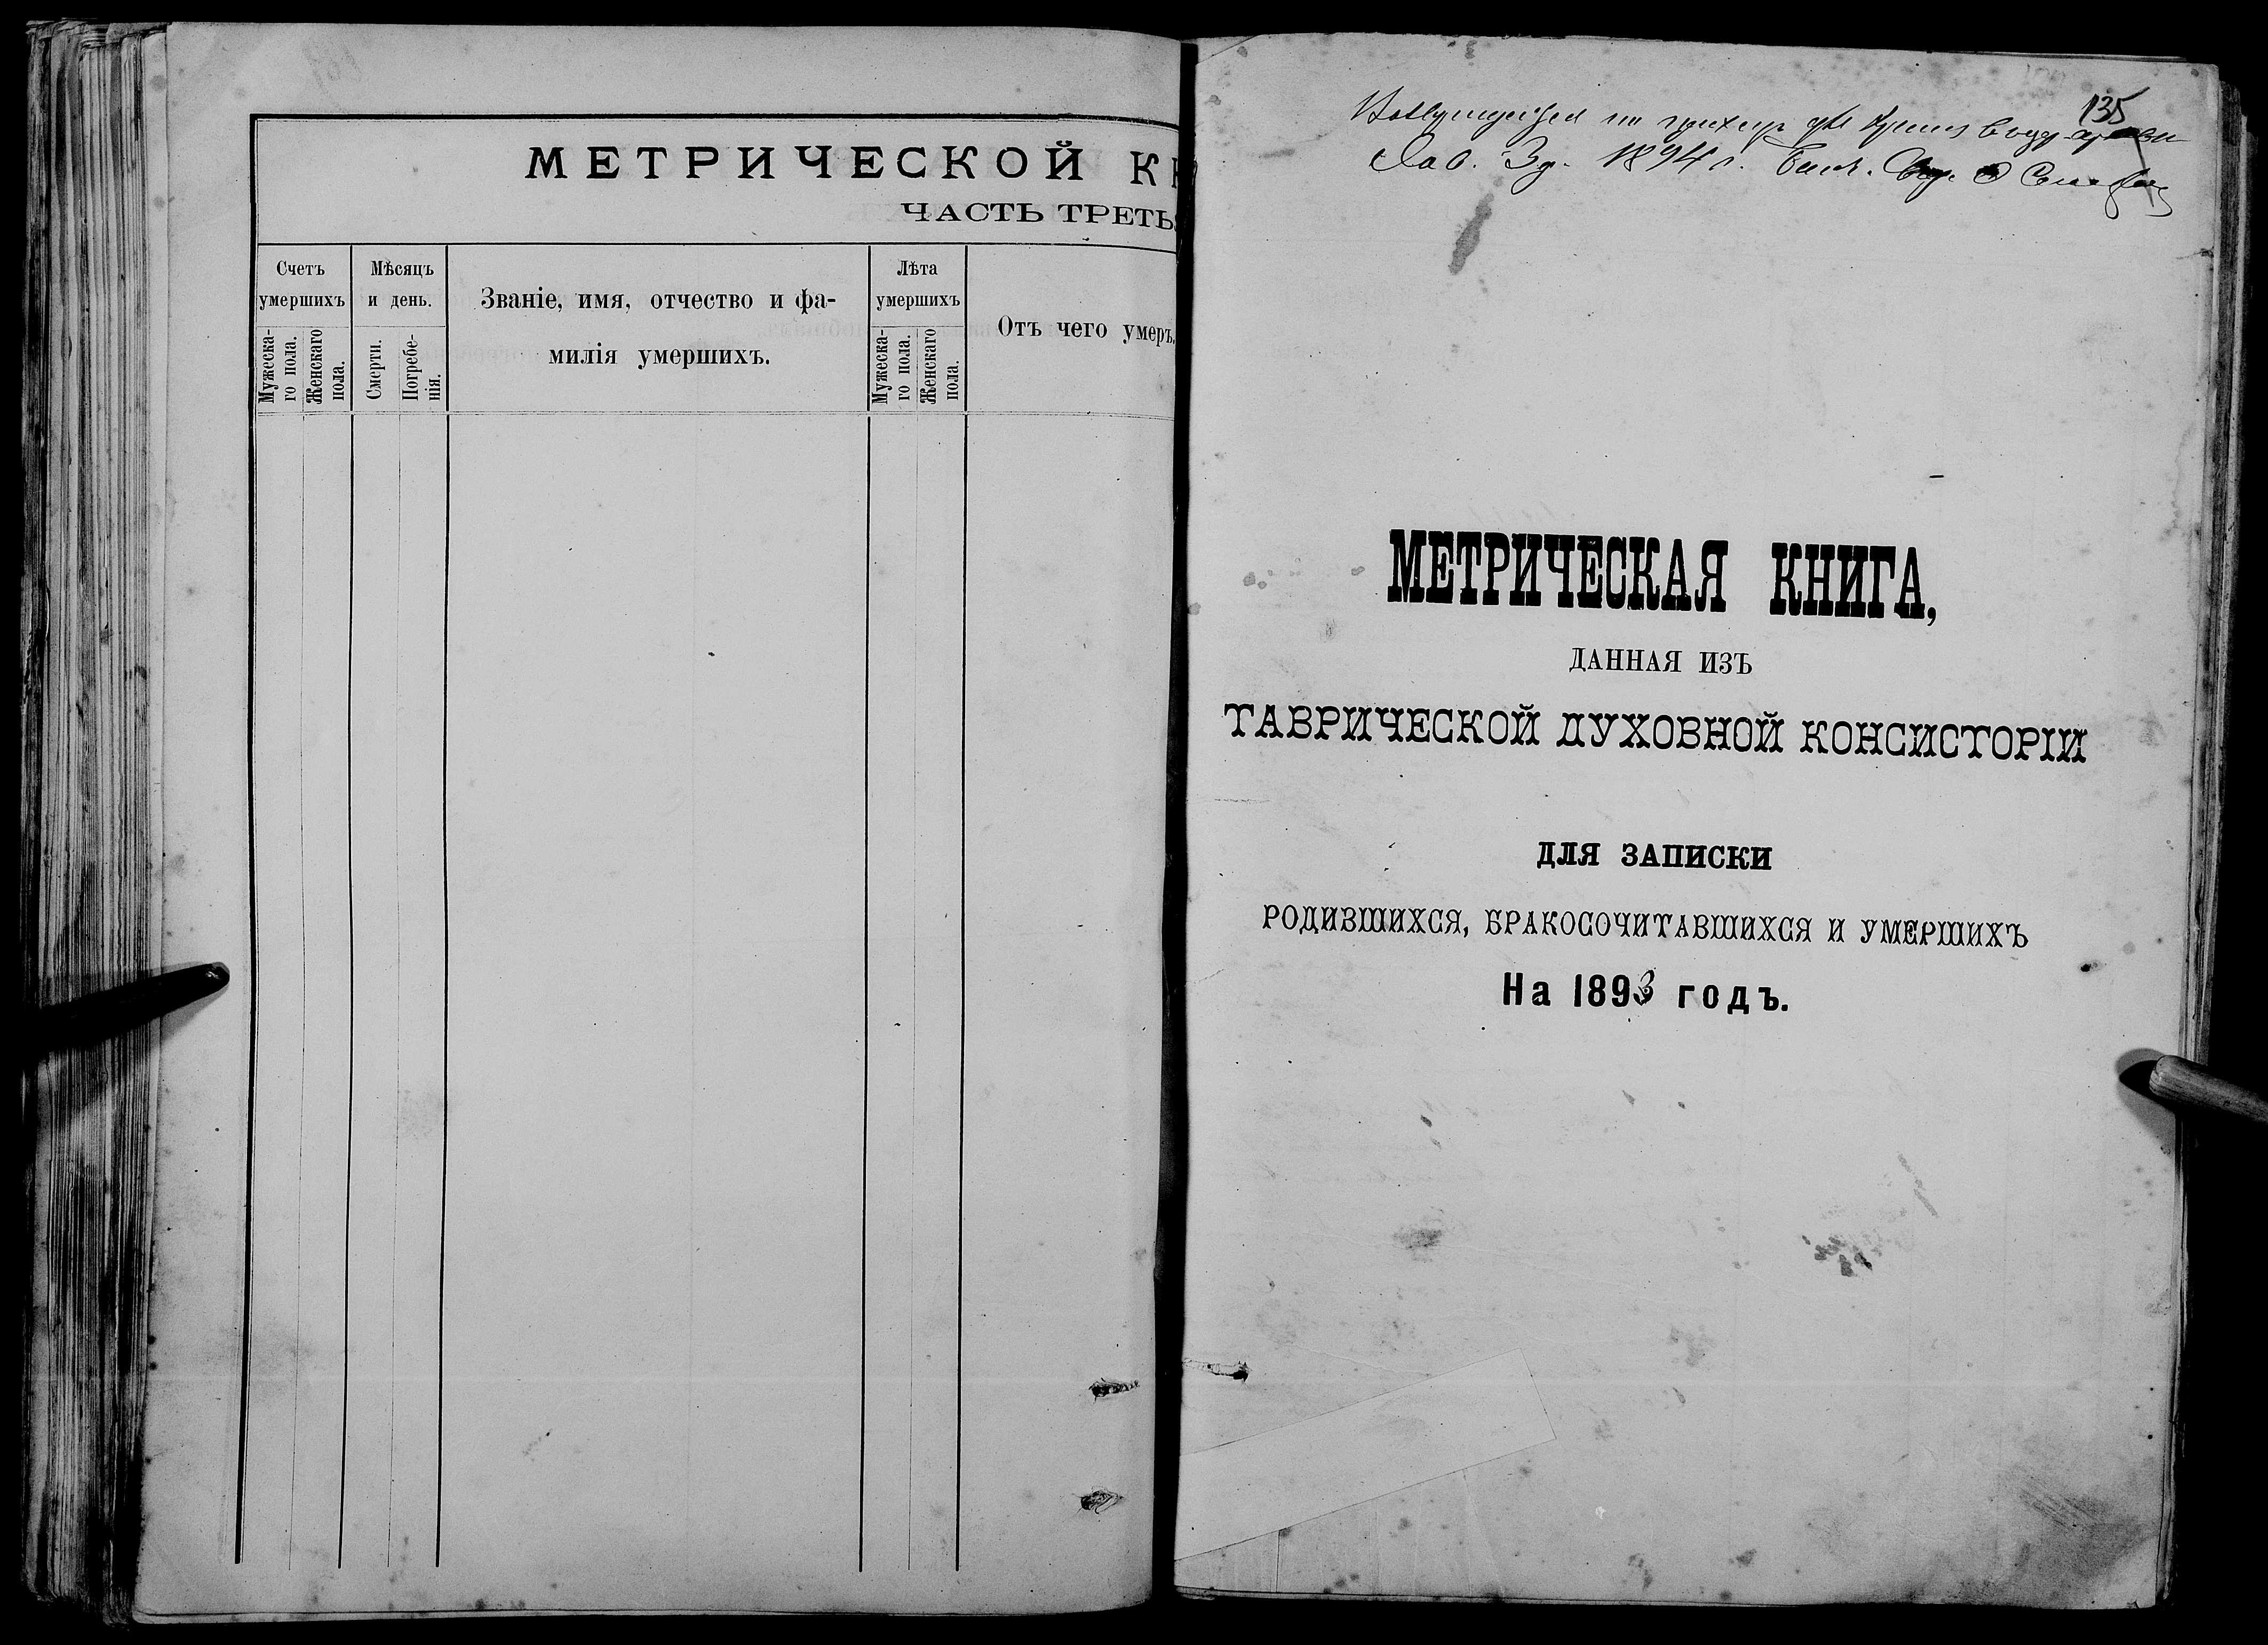 МЕТРИЧЕСКОЙ
ЧАСТЬ ТРЕТЬ
Счетъ умершихъ
Мужеска-
го пола.
Женскаго
пола.
Мѣсяцъ и день.
Смерти.
Погребе-
нія.
Званіе, имя, отчество и фа-
милія умершихъ.
Лѣта умершихъ
Мужеска-
го пола.
Женскаго
пола.
Отъ чего умеръ.
135
1894 г.
МЕТРИЧЕСКАЯ КНИГА,
ДАННАЯ ИЗЪ
ТАВРИЧЕСКОЙ ДУХОВНОЙ КОНСИСТОРІИ
ДЛЯ ЗАПИСКИ
РОДИВШИХСЯ, БРАКОСОЧИТАВШИХСЯ И УМЕРШИХЪ
На 1893 годъ.